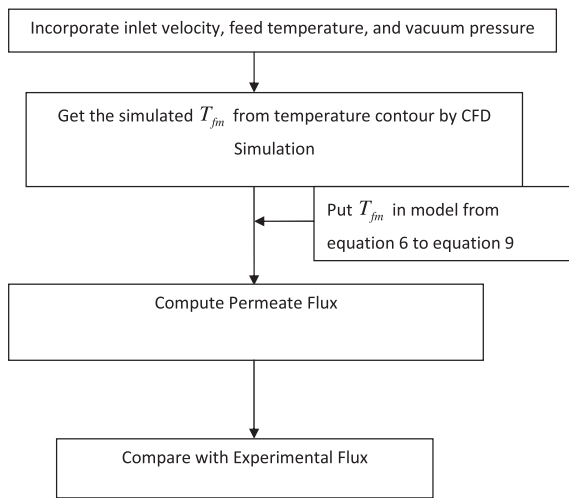 Incorporate inlet velocity, feed temperature, and vacuum pressure
Get the simulated T_fm from temperature contour by CFD
Simulation
Put T_fm in model from
equation 6 to equation 9
Compute Permeate Flux
Compare with Experimental Flux